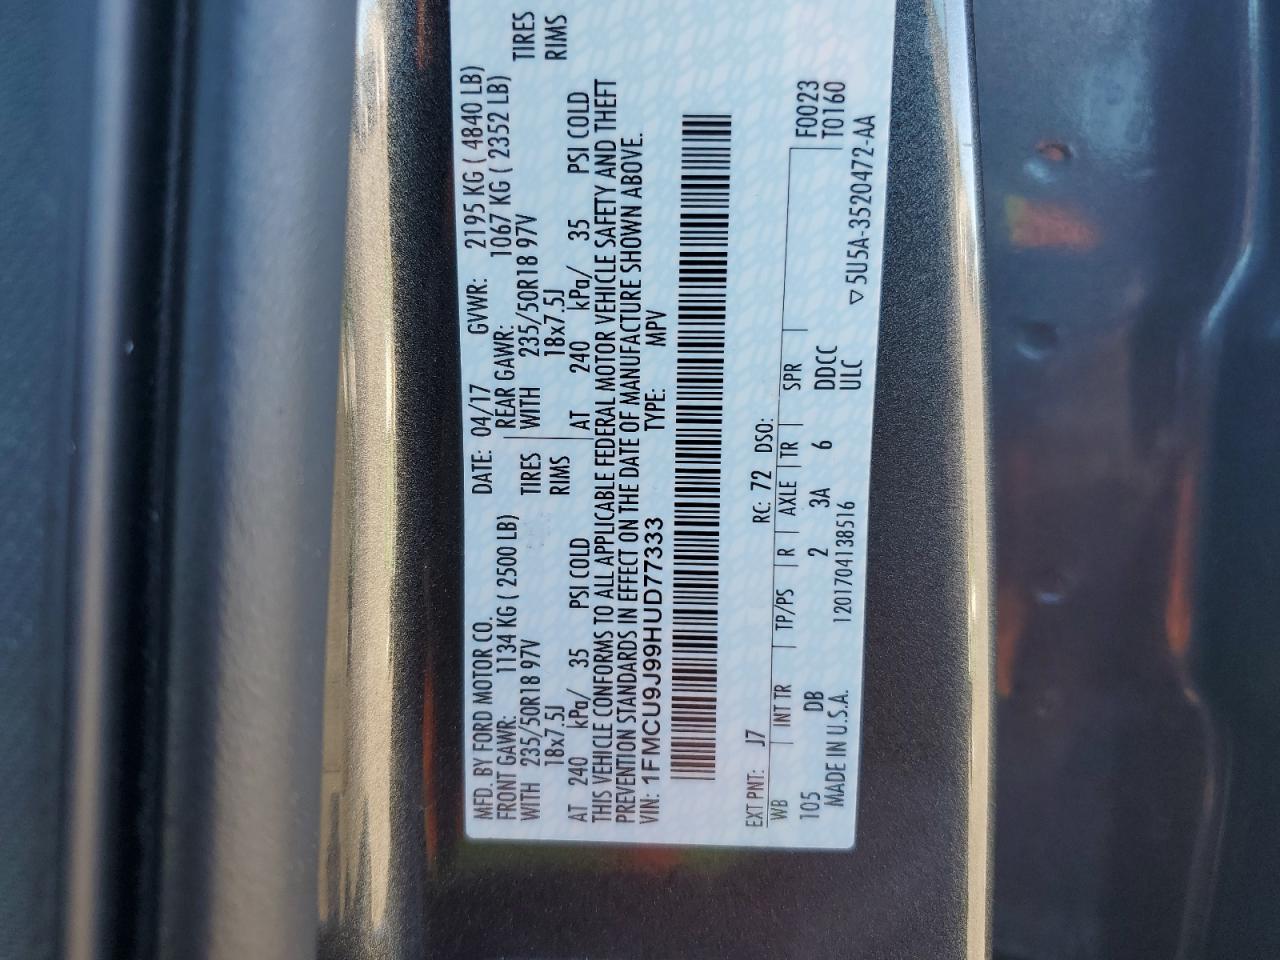 MFD. BY FORD MOTOR CO. DATE: 04/17 GVWR: 2195 KG ( 4840 LB)
FRONT GAWR: 1134 KG ( 2500 LB) REAR GAWR: 1067 KG ( 2352 LB)
WITH 235/50R18 97V TIRES WITH 235/50R18 97V TIRES
18x7.5J RIMS 18x7.5J RIMS
AT 240 kPa/ 35 PSI COLD AT 240 kPa/ 35 PSI COLD
THIS VEHICLE CONFORMS TO ALL APPLICABLE FEDERAL MOTOR VEHICLE SAFETY AND THEFT
PREVENTION STANDARDS IN EFFECT ON THE DATE OF MANUFACTURE SHOWN ABOVE.
VIN: 1FMCU9J99HUD77333 TYPE: MPV
EXT PNT: J7 RC: 72 DSO:
WB INT TR TP/PS R AXLE TR SPR F0023
105 DB 2 3A 6 DDCC T0160
MADE IN U.S.A. 1201704138516 ULC ▽5U5A-3520472-AA